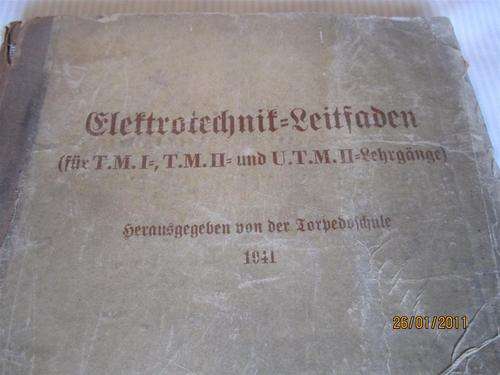 Elektrotechnik=Leitfaden
(für T.M.I=, T.M.II= und U.T.M.II=Lehrgänge)
Herausgegeben von der Torpedoschule
1941
26/01/2011